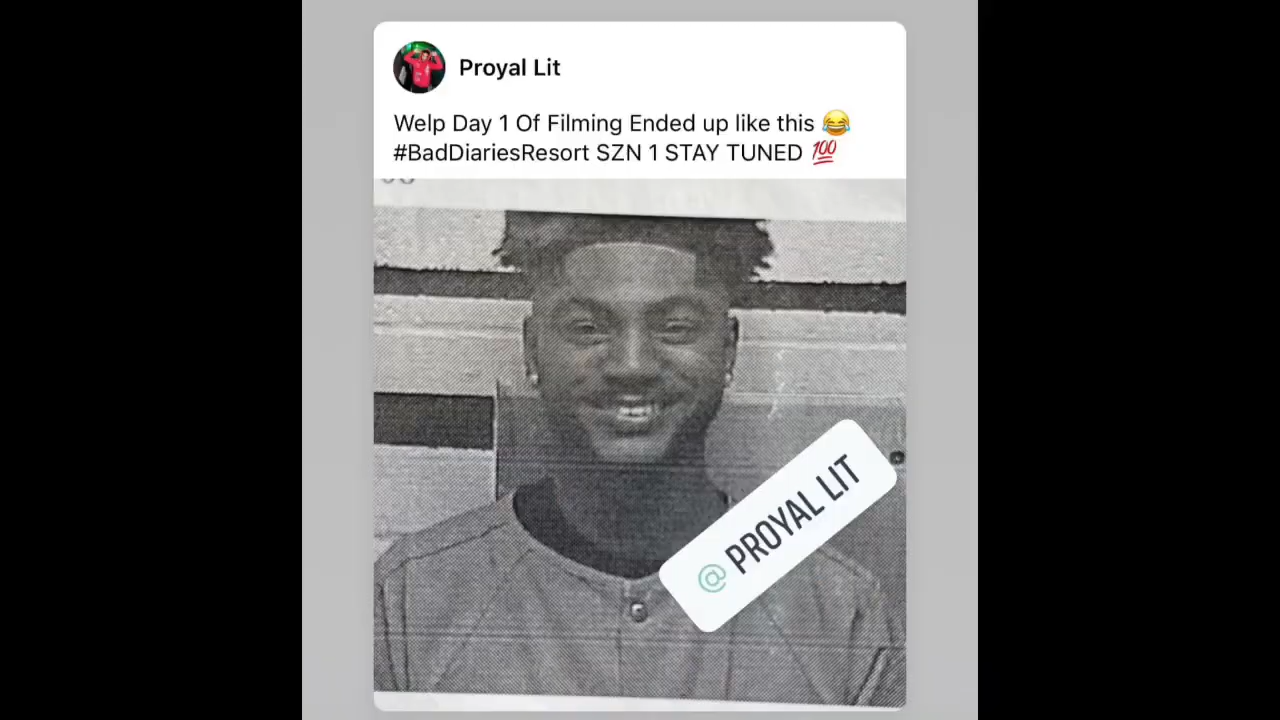 Proyal Lit
Welp Day 1 Of Filming Ended up like this 😂
#BadDiariesResort SZN 1 STAY TUNED 💯
@ PROYAL LIT